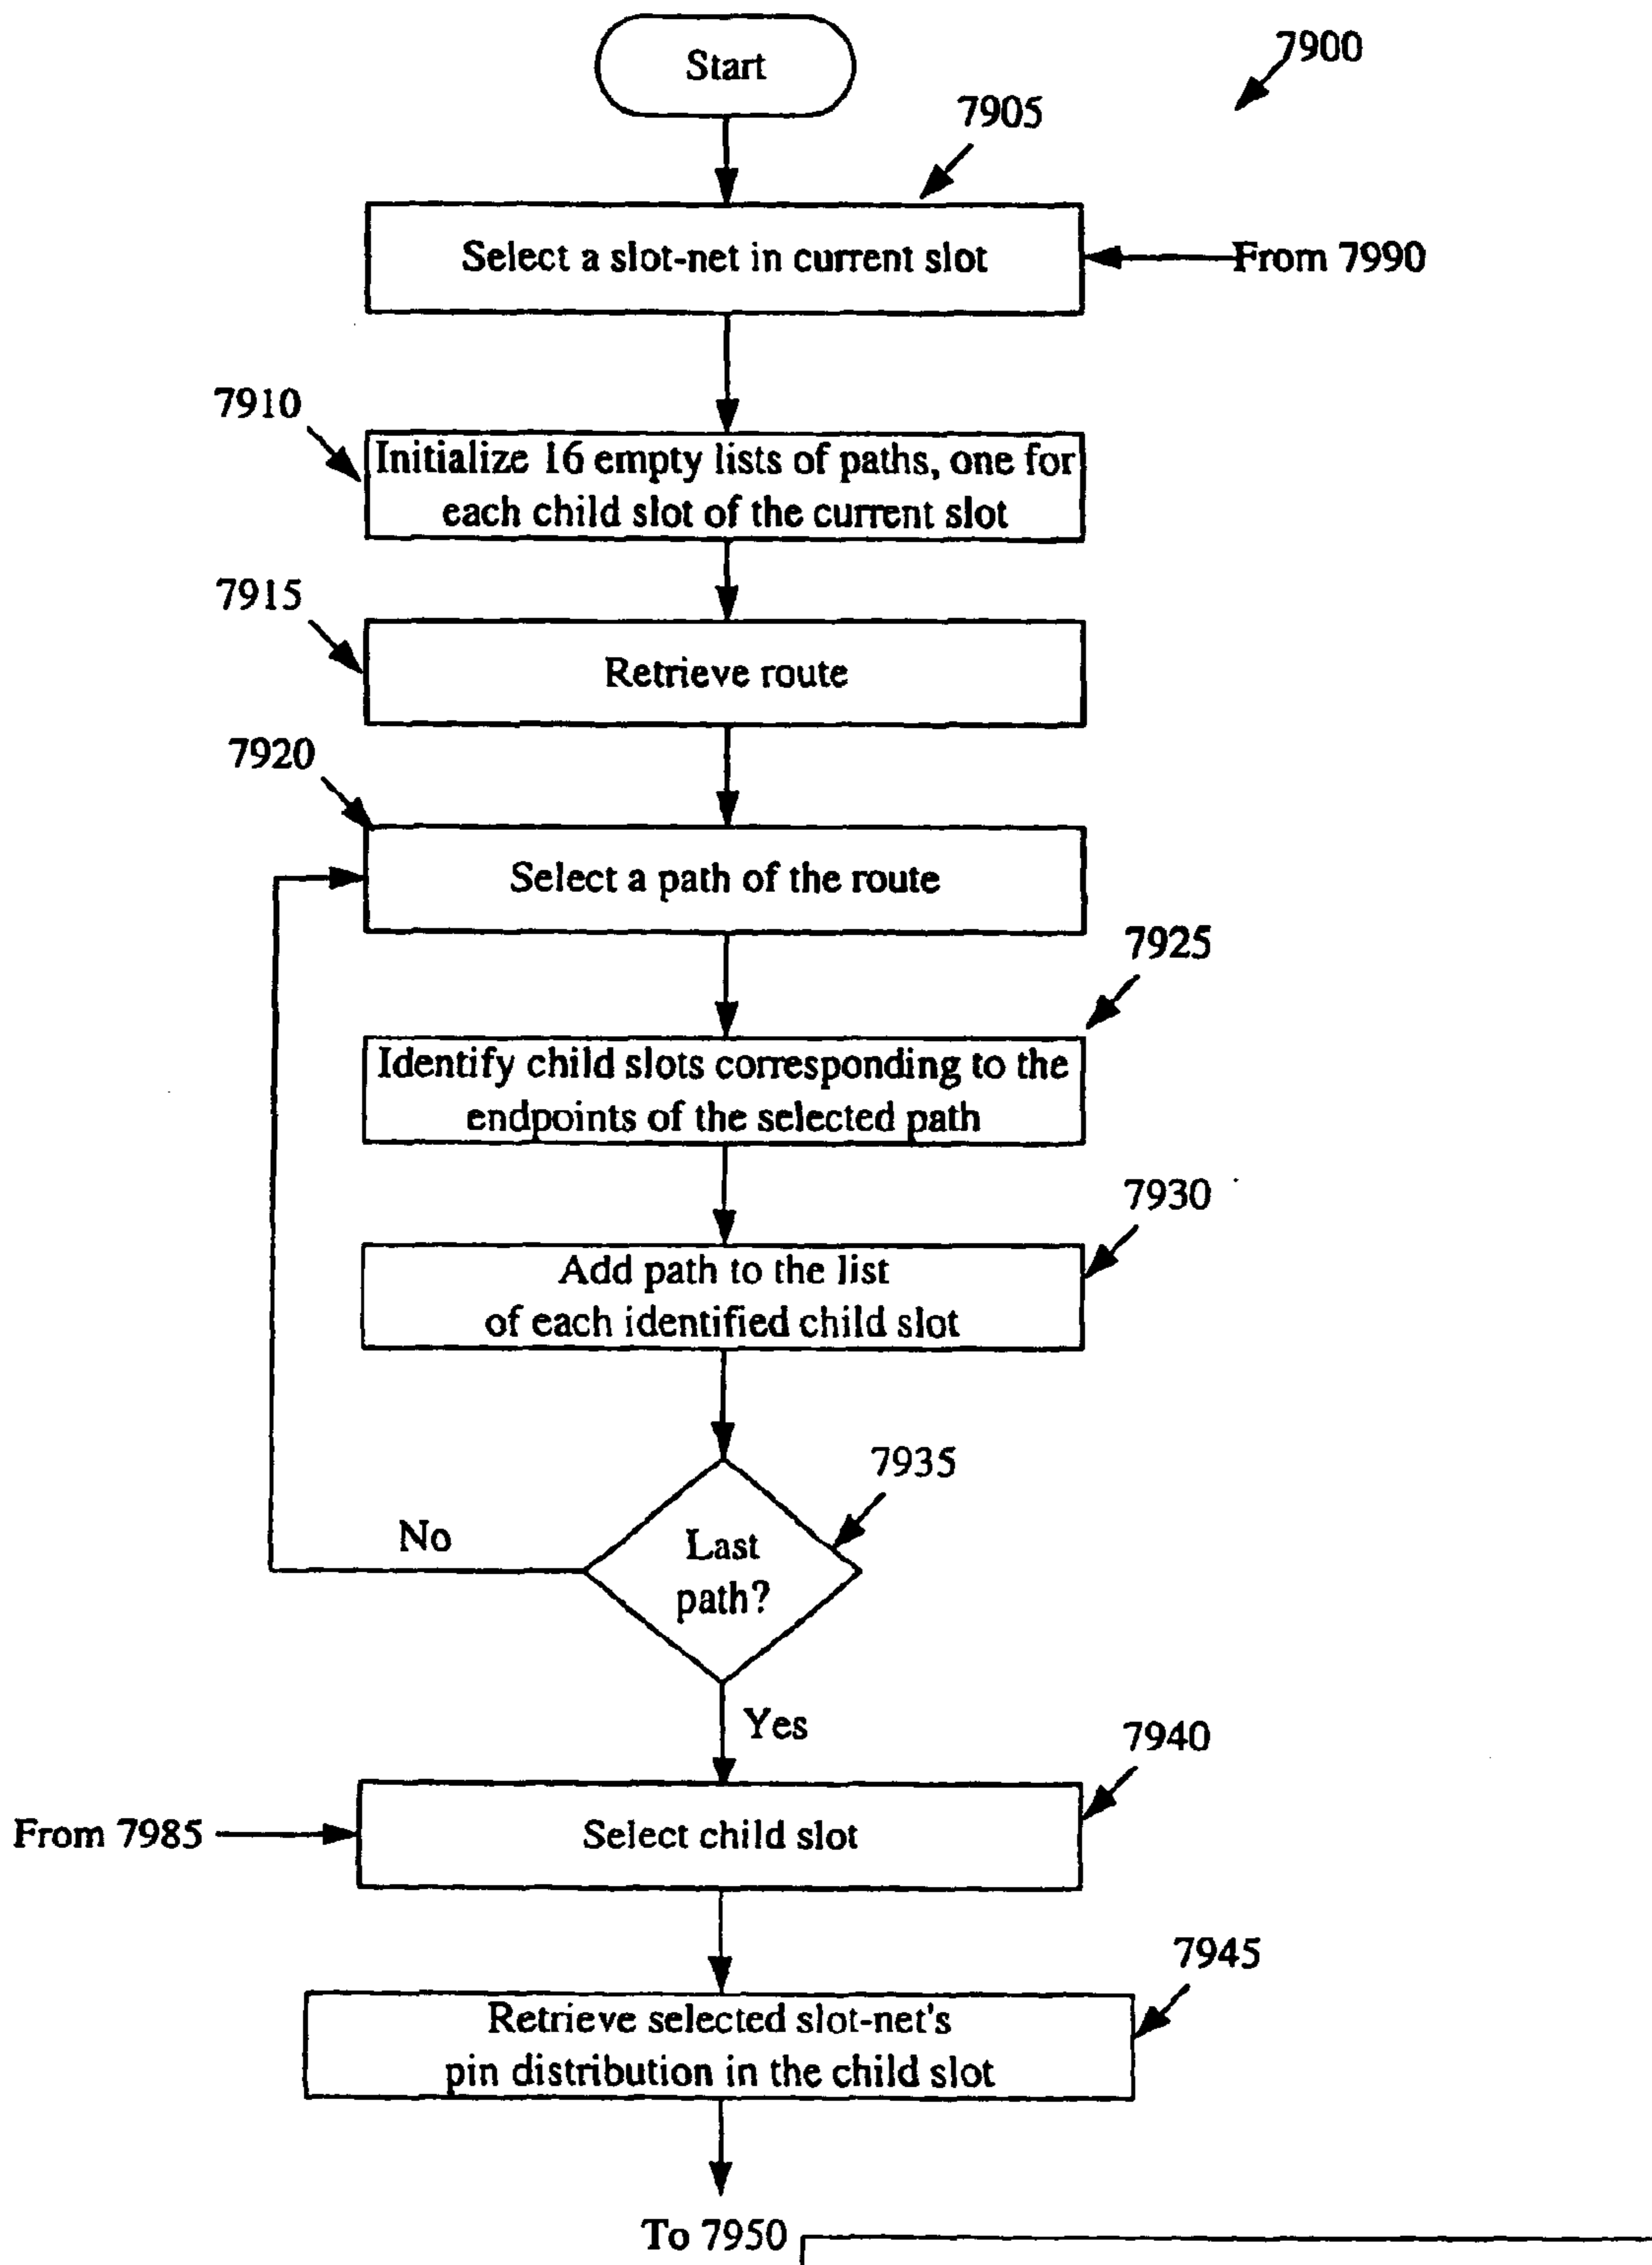 Start
7900
7905
Select a slot-net in current slot
From 7990
7910
Initialize 16 empty lists of paths, one for
each child slot of the current slot
7915
Retrieve route
7920
Select a path of the route
7925
Identify child slots corresponding to the
endpoints of the selected path
7930
Add path to the list
of each identified child slot
7935
Last
path?
No
Yes
7940
From 7985
Select child slot
7945
Retrieve selected slot-net's
pin distribution in the child slot
To 7950